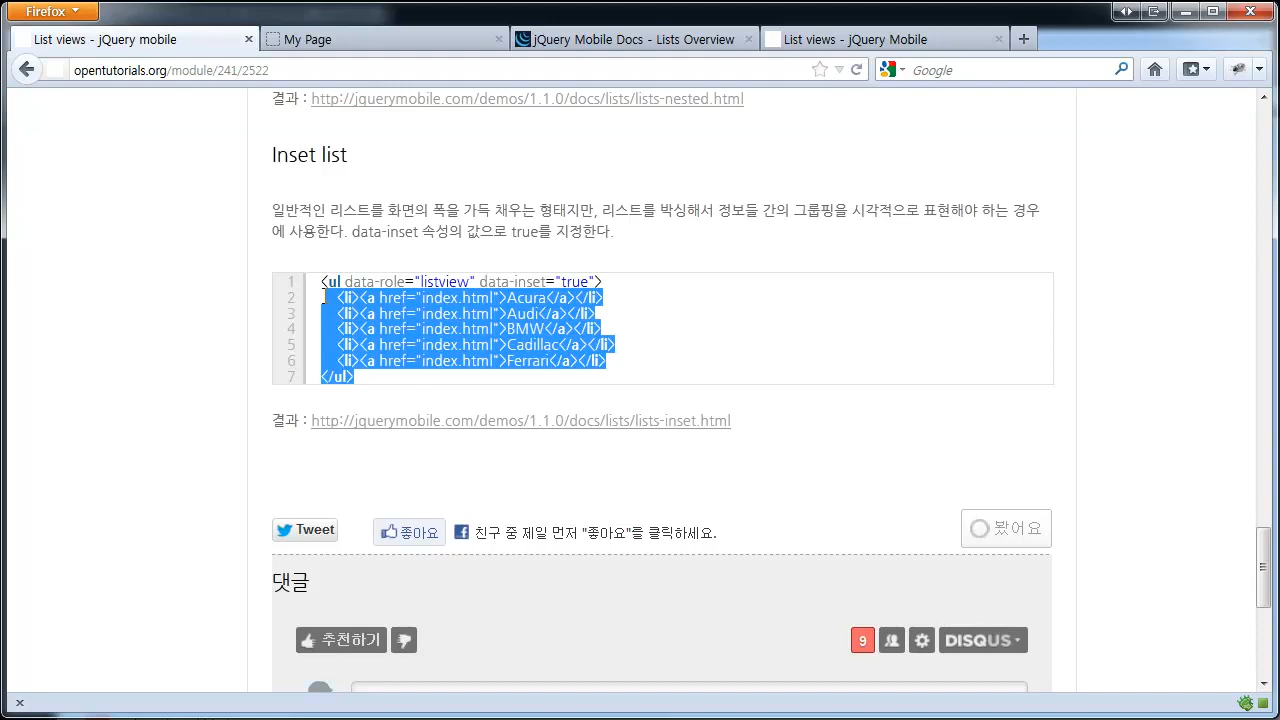 Firefox
List views - jQuery mobile
My Page
jQuery Mobile Docs - Lists Overview
List views - jQuery Mobile
opentutorials.org/module/241/2522
Google
결과 : http://jquerymobile.com/demos/1.1.0/docs/lists/lists-nested.html
Inset list
일반적인 리스트를 화면의 폭을 가득 채우는 형태지만, 리스트를 박싱해서 정보들 간의 그룹핑을 시각적으로 표현해야 하는 경우
에 사용한다. data-inset 속성의 값으로 true를 지정한다.
1 <ul data-role="listview" data-inset="true">
2 <li><a href="index.html">Acura</a></li>
3 <li><a href="index.html">Audi</a></li>
4 <li><a href="index.html">BMW</a></li>
5 <li><a href="index.html">Cadillac</a></li>
6 <li><a href="index.html">Ferrari</a></li>
7 </ul>
결과 : http://jquerymobile.com/demos/1.1.0/docs/lists/lists-inset.html
Tweet
좋아요
친구 중 제일 먼저 "좋아요"를 클릭하세요.
봤어요
댓글
추천하기
9
DISQUS